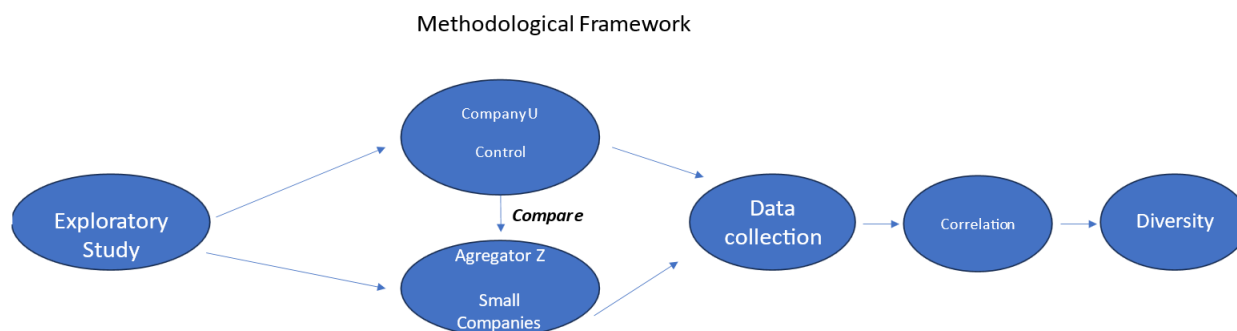 Methodological Framework
Company U
Control
Compare
Exploratory
Study
Agregator Z
Small
Companies
Data
collection
Correlation
Diversity